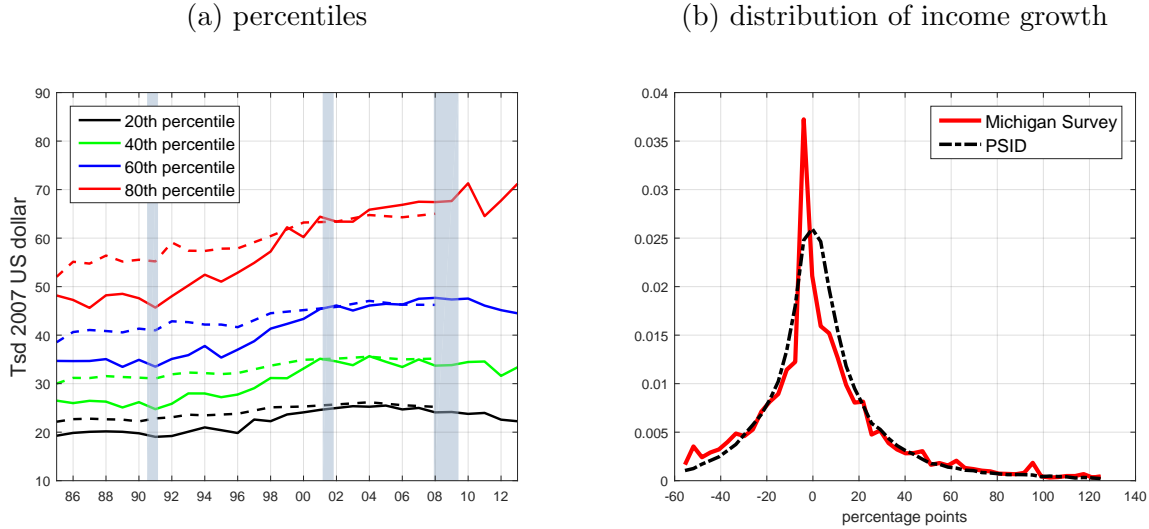 (a) percentiles
(b) distribution of income growth
90
80
70
60
50
40
30
20
10
Tsd 2007 US dollar
20th percentile
40th percentile
60th percentile
80th percentile
86 88 90 92 94 96 98 00 02 04 06 08 10 12
0.04
0.035
0.03
0.025
0.02
0.015
0.01
0.005
0
Michigan Survey
PSID
-60 -40 -20 0 20 40 60 80 100 120 140
percentage points